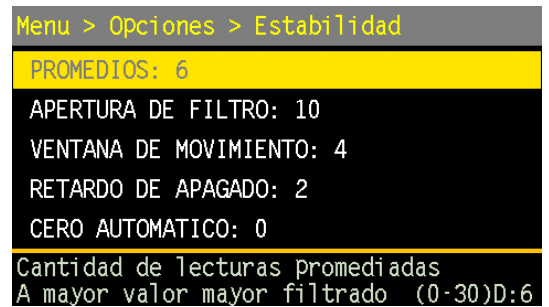 Menu > Opciones > Estabilidad
PROMEDIOS: 6
APERTURA DE FILTRO: 10
VENTANA DE MOVIMIENTO: 4
RETARDO DE APAGADO: 2
CERO AUTOMATICO: 0
Cantidad de lecturas promediadas
A mayor valor mayor filtrado (0-30)D:6